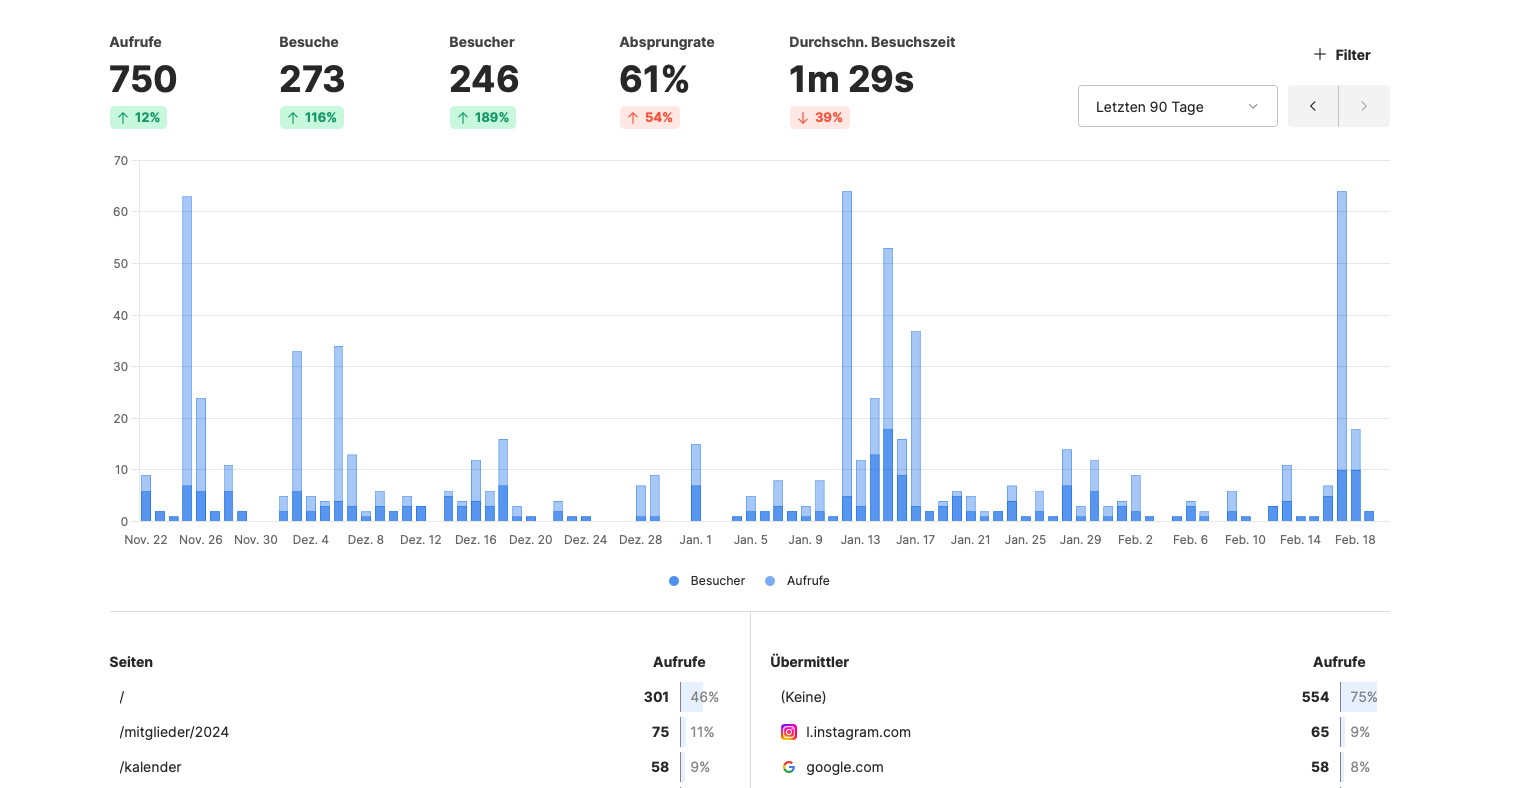 Aufrufe Besuche Besucher Absprungrate Durchschn. Besuchszeit
Filter
750 273 246 61% 1m 29s
Letzten 90 Tage
12% 116% 189% 54% 39%
70
60
50
40
30
20
10
0
Nov. 22 Nov. 26 Nov. 30 Dez. 4 Dez. 8 Dez. 12 Dez. 16 Dez. 20 Dez. 24 Dez. 28 Jan. 1 Jan. 5 Jan. 9 Jan. 13 Jan. 17 Jan. 21 Jan. 25 Jan. 29 Feb. 2 Feb. 6 Feb. 10 Feb. 14 Feb. 18
Besucher Aufrufe
Seiten Aufrufe
/ 301 46%
/mitglieder/2024 75 11%
/kalender 58 9%
Übermittler Aufrufe
(Keine) 554 75%
l.instagram.com 65 9%
google.com 58 8%